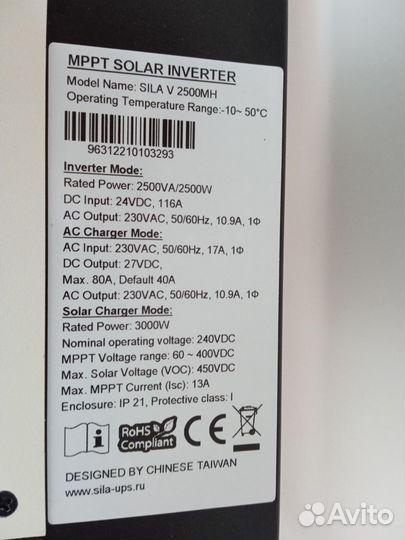 MPPT SOLAR INVERTER
Model Name: SILA V 2500MH
Operating Temperature Range:-10~ 50°C
96312210103293
Inverter Mode:
Rated Power: 2500VA/2500W
DC Input: 24VDC, 116A
AC Output: 230VAC, 50/60Hz, 10.9A, 1Φ
AC Charger Mode:
AC Input: 230VAC, 50/60Hz, 17A, 1Φ
DC Output: 27VDC,
Max. 80A, Default 40A
AC Output: 230VAC, 50/60Hz, 10.9A, 1Φ
Solar Charger Mode:
Rated Power: 3000W
Nominal operating voltage: 240VDC
MPPT Voltage range: 60 ~ 400VDC
Max. Solar Voltage (VOC): 450VDC
Max. MPPT Current (Isc): 13A
Enclosure: IP 21, Protective class: I
i RoHS CE
Compliant
DESIGNED BY CHINESE TAIWAN
www.sila-ups.ru
Avito